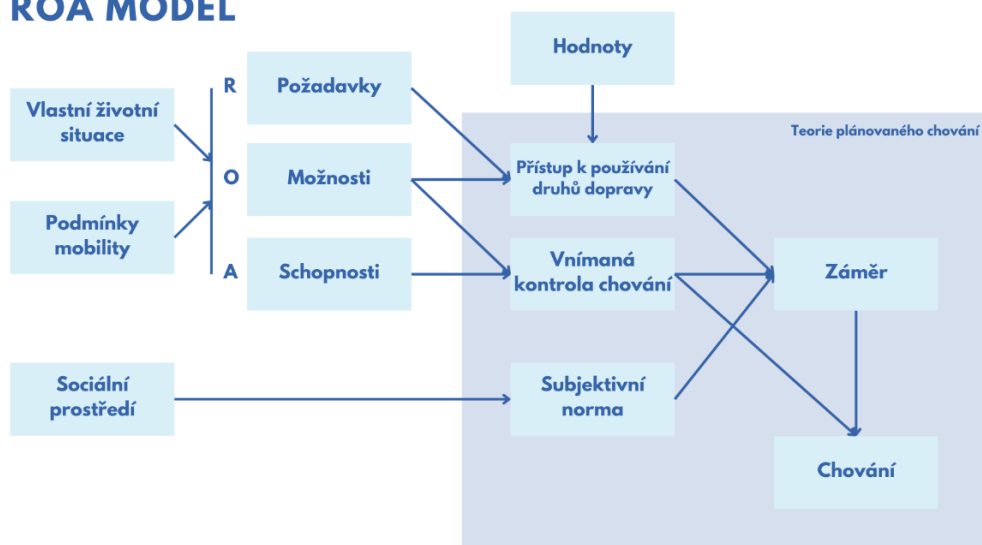 ROA MODEL
Hodnoty
R
Požadavky
Vlastní životní
situace
Teorie plánovaného chování
O
Možnosti
Přístup k používání
druhů dopravy
Podmínky
mobility
A
Schopnosti
Vnímaná
kontrola chování
Záměr
Sociální
prostředí
Subjektivní
norma
Chování